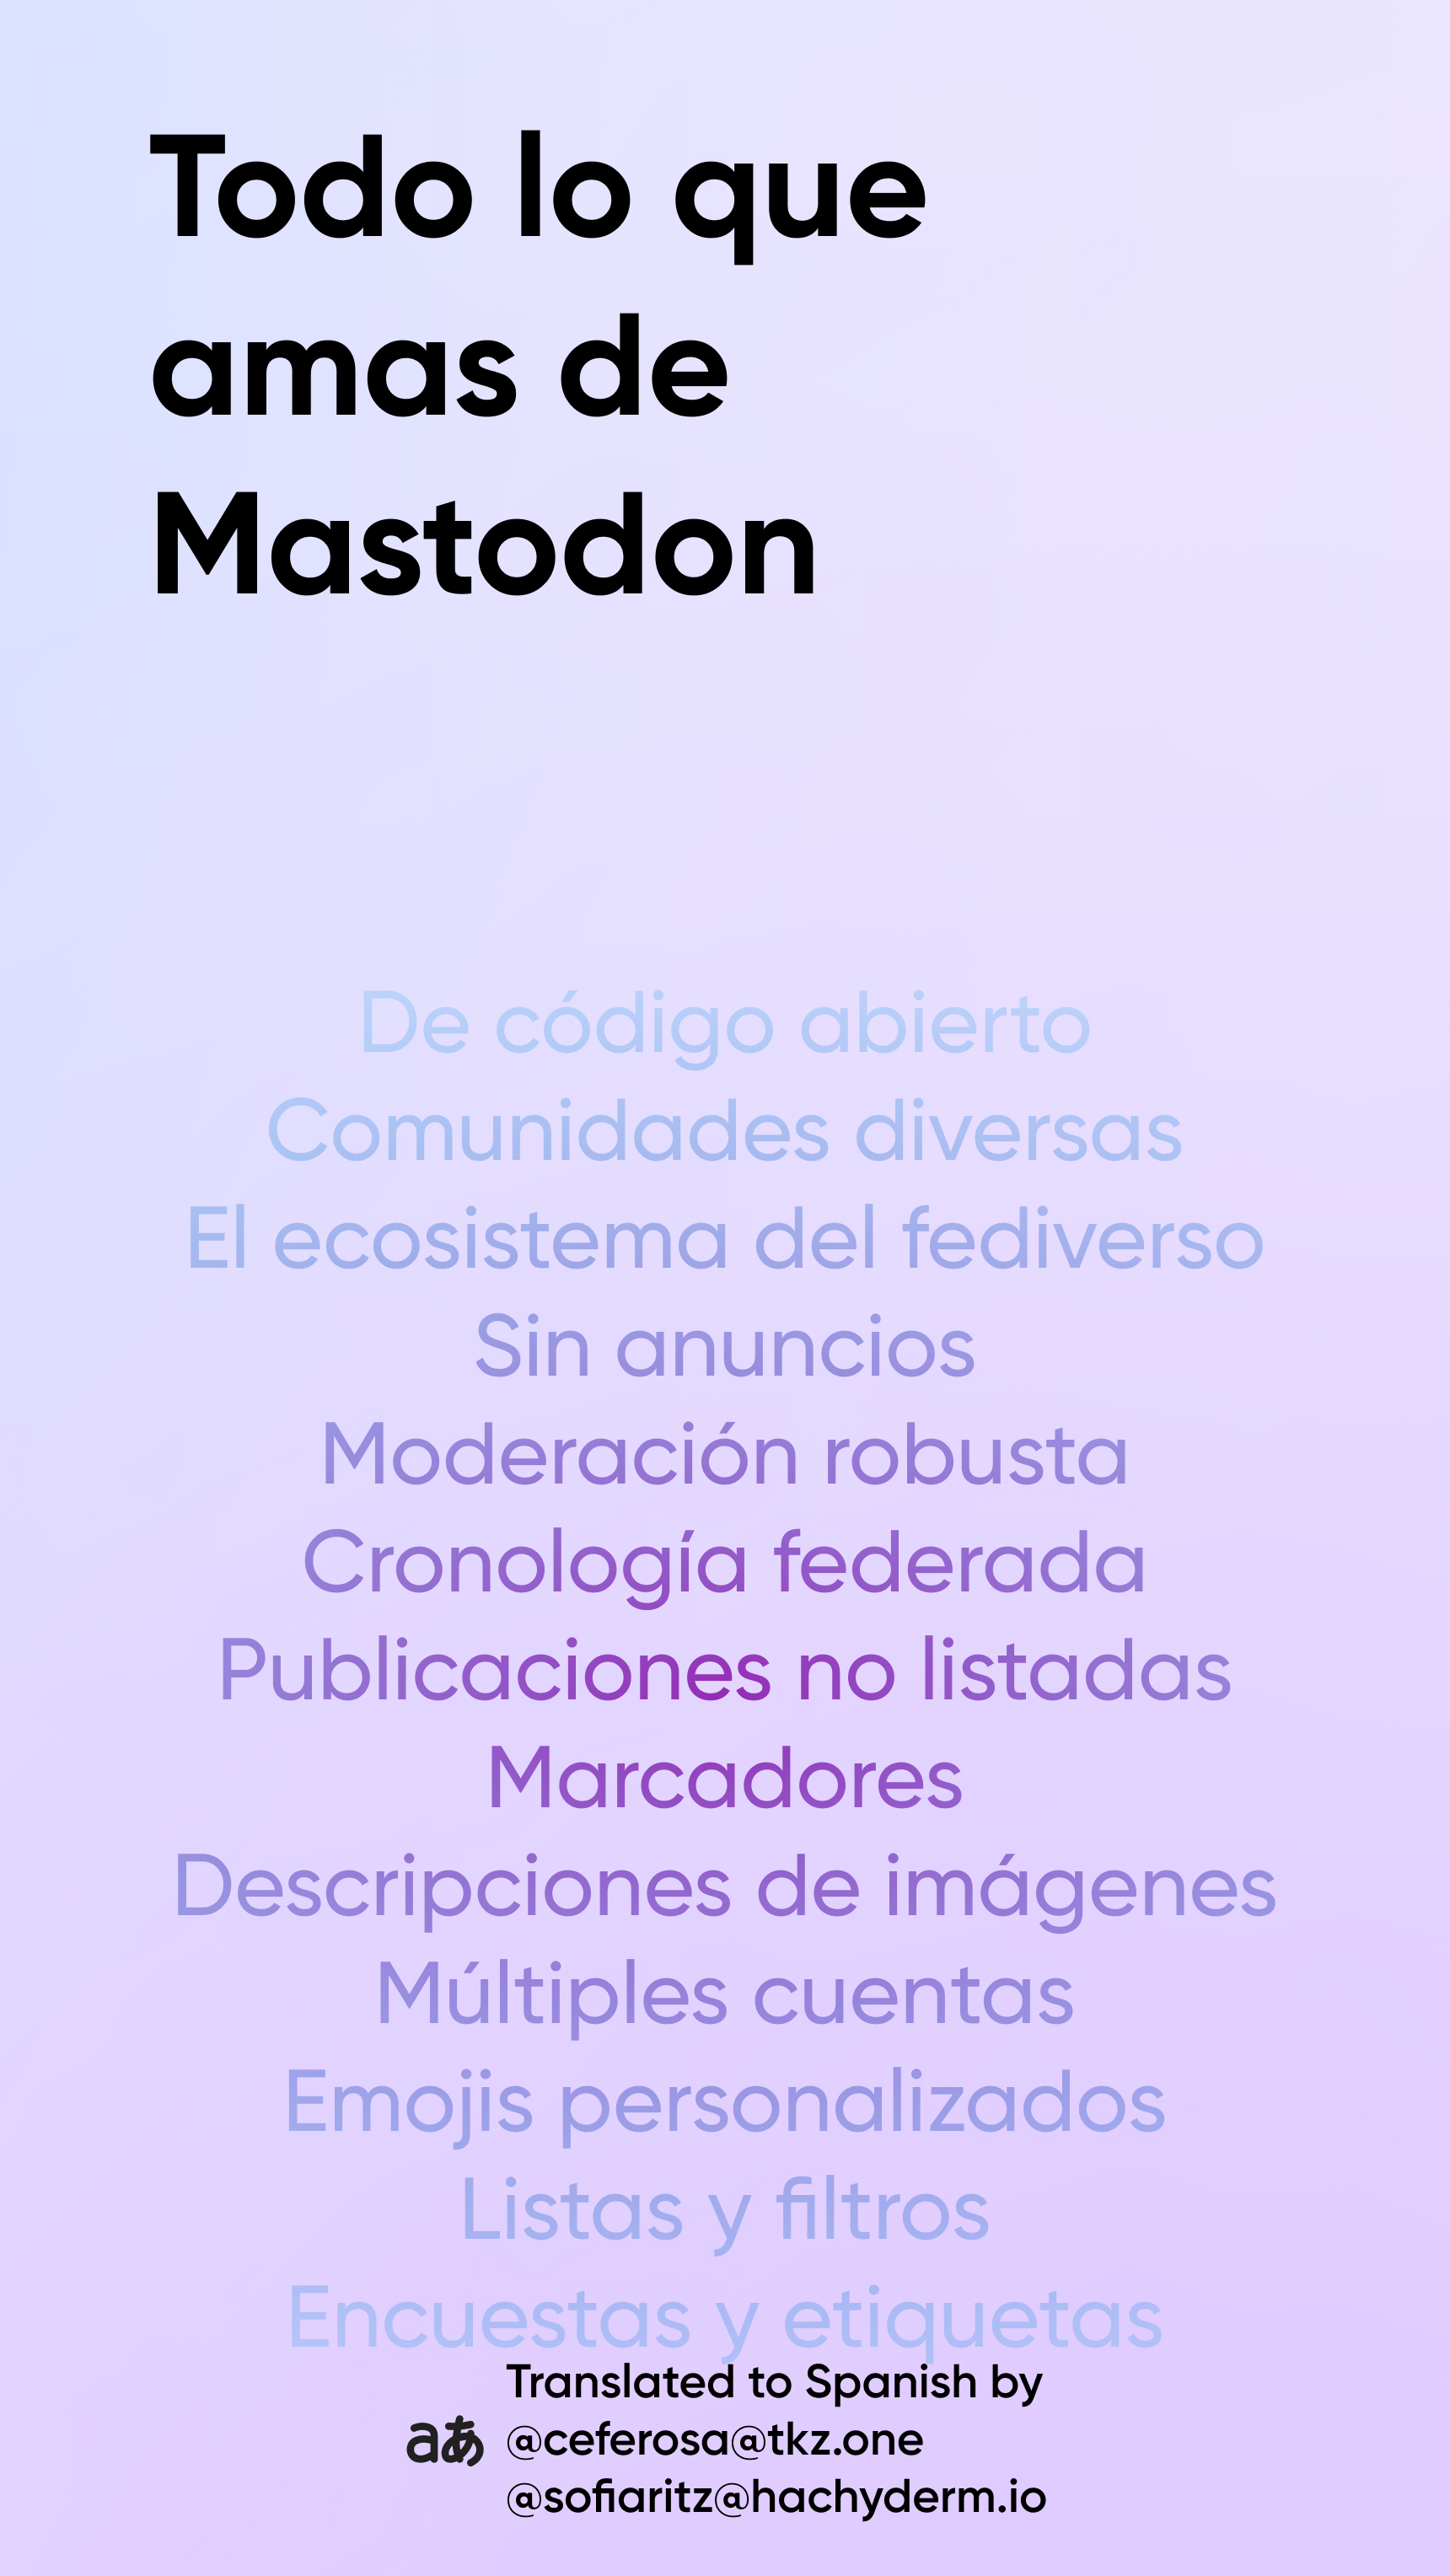 Todo lo que
amas de
Mastodon
De código abierto
Comunidades diversas
El ecosistema del fediverso
Sin anuncios
Moderación robusta
Cronología federada
Publicaciones no listadas
Marcadores
Descripciones de imágenes
Múltiples cuentas
Emojis personalizados
Listas y filtros
Encuestas y etiquetas
Translated to Spanish by
aあ @ceferosa@tkz.one
@sofiaritz@hachyderm.io